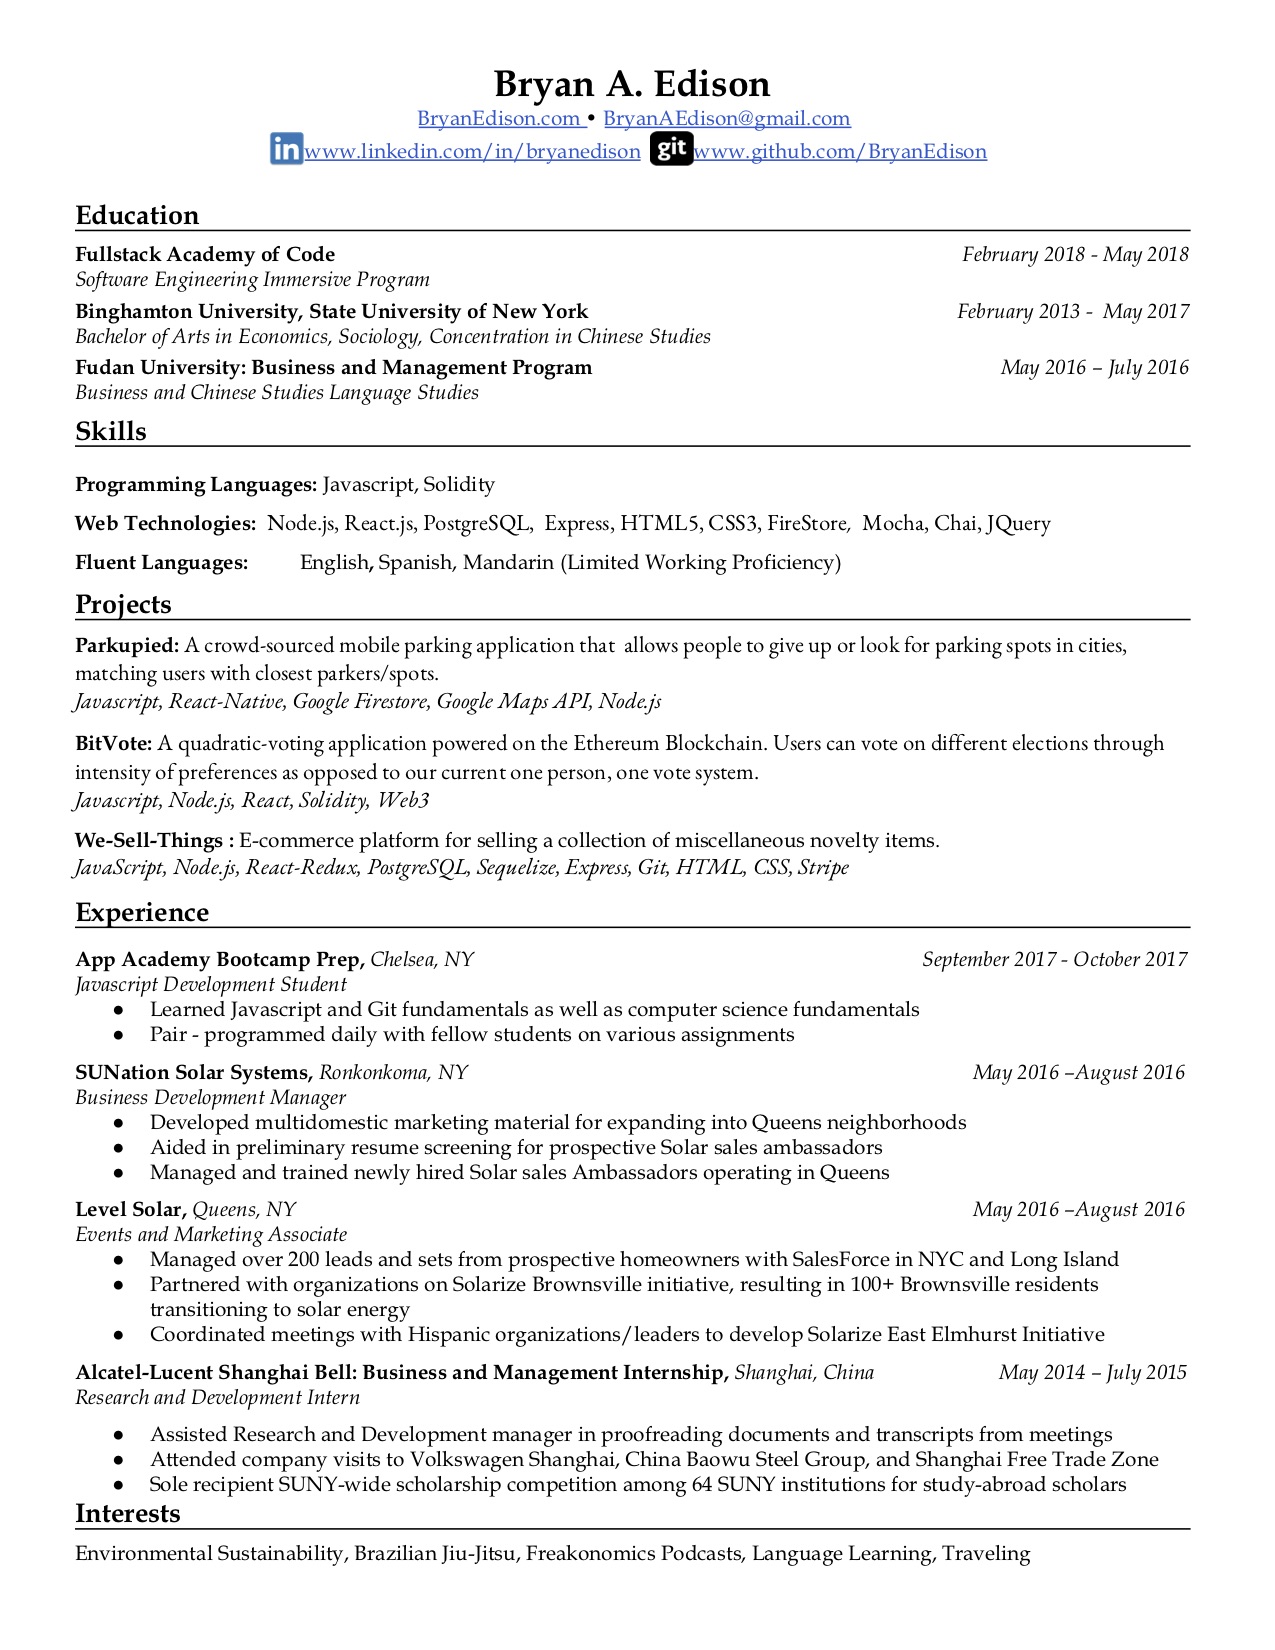 Bryan A. Edison
BryanEdison.com • BryanAEdison@gmail.com
in www.linkedin.com/in/bryanedison git www.github.com/BryanEdison
Education
Fullstack Academy of Code February 2018 - May 2018
Software Engineering Immersive Program
Binghamton University, State University of New York February 2013 - May 2017
Bachelor of Arts in Economics, Sociology, Concentration in Chinese Studies
Fudan University: Business and Management Program May 2016 – July 2016
Business and Chinese Studies Language Studies
Skills
Programming Languages: Javascript, Solidity
Web Technologies: Node.js, React.js, PostgreSQL, Express, HTML5, CSS3, FireStore, Mocha, Chai, JQuery
Fluent Languages: English, Spanish, Mandarin (Limited Working Proficiency)
Projects
Parkupied: A crowd-sourced mobile parking application that allows people to give up or look for parking spots in cities,
matching users with closest parkers/spots.
Javascript, React-Native, Google Firestore, Google Maps API, Node.js
BitVote: A quadratic-voting application powered on the Ethereum Blockchain. Users can vote on different elections through
intensity of preferences as opposed to our current one person, one vote system.
Javascript, Node.js, React, Solidity, Web3
We-Sell-Things : E-commerce platform for selling a collection of miscellaneous novelty items.
JavaScript, Node.js, React-Redux, PostgreSQL, Sequelize, Express, Git, HTML, CSS, Stripe
Experience
App Academy Bootcamp Prep, Chelsea, NY September 2017 - October 2017
Javascript Development Student
● Learned Javascript and Git fundamentals as well as computer science fundamentals
● Pair - programmed daily with fellow students on various assignments
SUNation Solar Systems, Ronkonkoma, NY May 2016 –August 2016
Business Development Manager
● Developed multidomestic marketing material for expanding into Queens neighborhoods
● Aided in preliminary resume screening for prospective Solar sales ambassadors
● Managed and trained newly hired Solar sales Ambassadors operating in Queens
Level Solar, Queens, NY May 2016 –August 2016
Events and Marketing Associate
● Managed over 200 leads and sets from prospective homeowners with SalesForce in NYC and Long Island
● Partnered with organizations on Solarize Brownsville initiative, resulting in 100+ Brownsville residents
transitioning to solar energy
● Coordinated meetings with Hispanic organizations/leaders to develop Solarize East Elmhurst Initiative
Alcatel-Lucent Shanghai Bell: Business and Management Internship, Shanghai, China May 2014 – July 2015
Research and Development Intern
● Assisted Research and Development manager in proofreading documents and transcripts from meetings
● Attended company visits to Volkswagen Shanghai, China Baowu Steel Group, and Shanghai Free Trade Zone
● Sole recipient SUNY-wide scholarship competition among 64 SUNY institutions for study-abroad scholars
Interests
Environmental Sustainability, Brazilian Jiu-Jitsu, Freakonomics Podcasts, Language Learning, Traveling